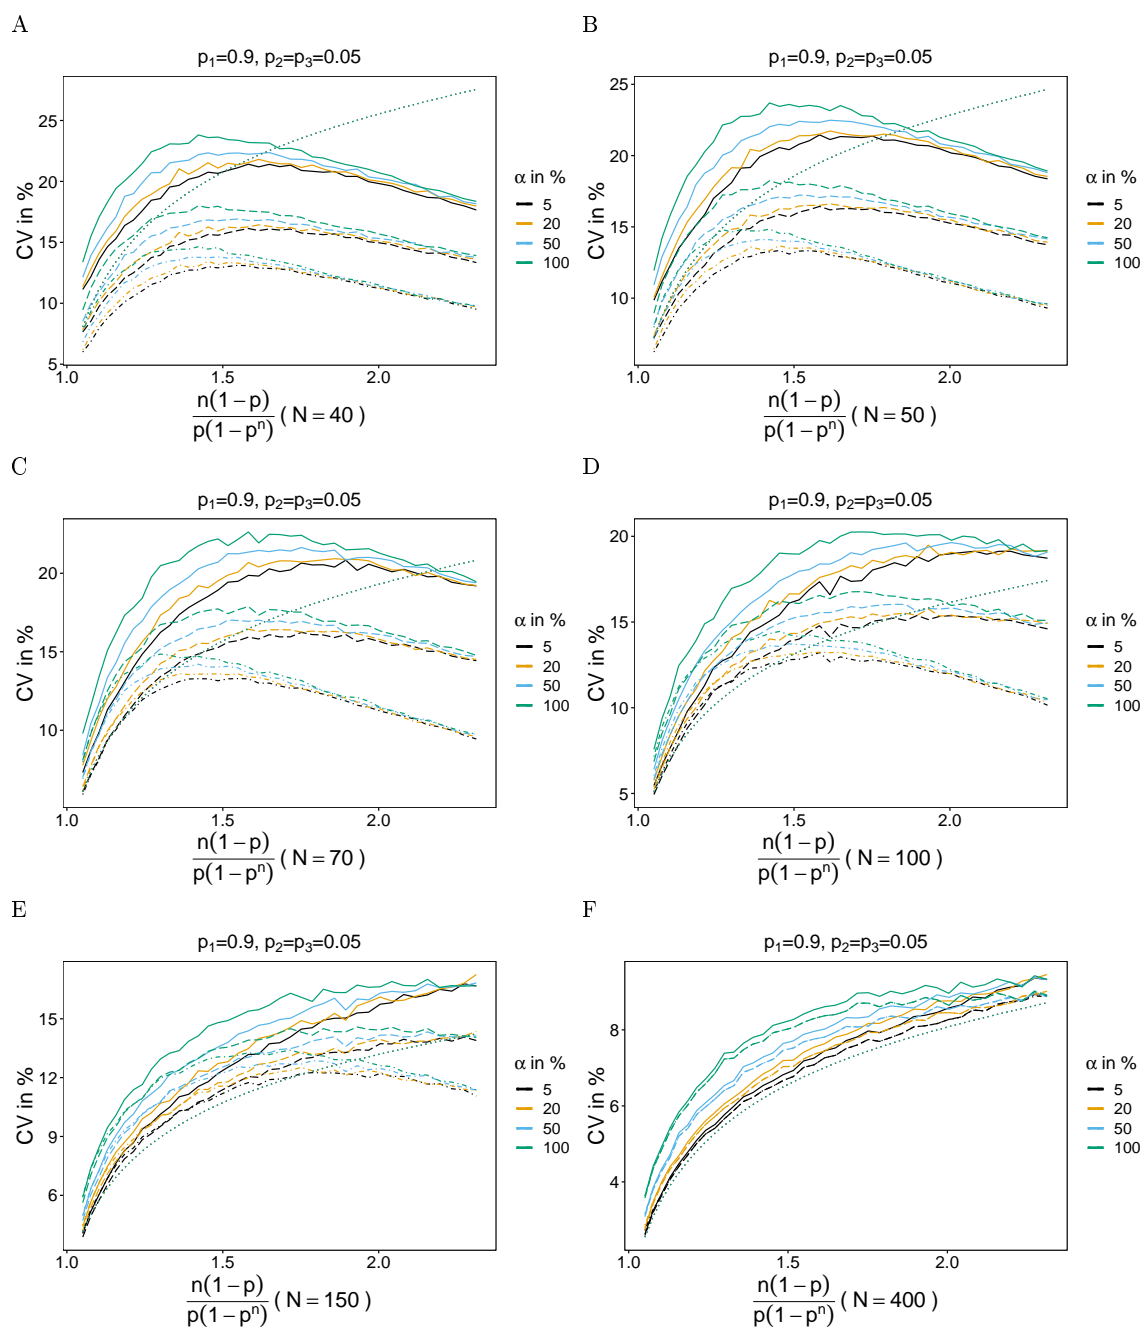 A
p1=0.9, p2=p3=0.05
25
20
15
10
5
CV in %
1.0 1.5 2.0
n(1−p)
p(1−pⁿ) ( N = 40 )
α in %
5
20
50
100
B
p1=0.9, p2=p3=0.05
25
20
15
10
CV in %
1.0 1.5 2.0
n(1−p)
p(1−pⁿ) ( N = 50 )
α in %
5
20
50
100
C
p1=0.9, p2=p3=0.05
20
15
10
CV in %
1.0 1.5 2.0
n(1−p)
p(1−pⁿ) ( N = 70 )
α in %
5
20
50
100
D
p1=0.9, p2=p3=0.05
20
15
10
5
CV in %
1.0 1.5 2.0
n(1−p)
p(1−pⁿ) ( N = 100 )
α in %
5
20
50
100
E
p1=0.9, p2=p3=0.05
15
12
9
6
CV in %
1.0 1.5 2.0
n(1−p)
p(1−pⁿ) ( N = 150 )
α in %
5
20
50
100
F
p1=0.9, p2=p3=0.05
8
6
4
CV in %
1.0 1.5 2.0
n(1−p)
p(1−pⁿ) ( N = 400 )
α in %
5
20
50
100